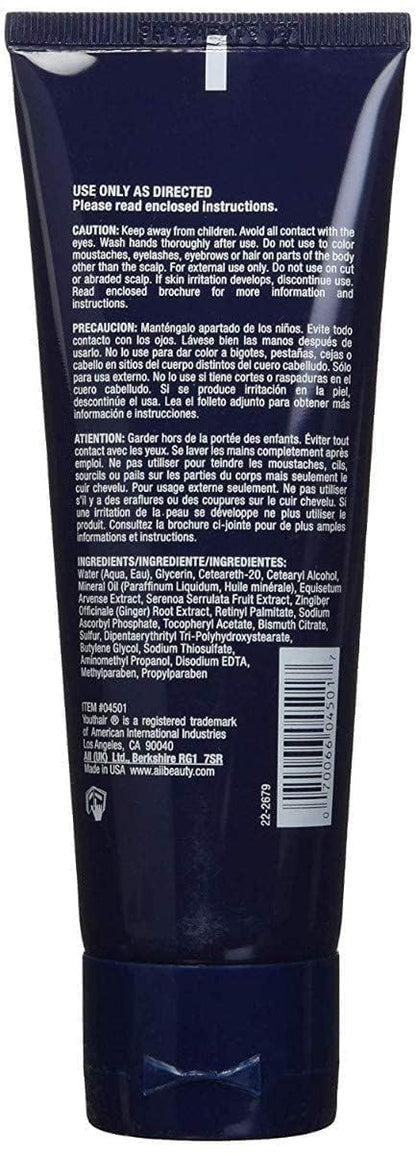 USE ONLY AS DIRECTED
Please read enclosed instructions.
CAUTION: Keep away from children. Avoid all contact with the
eyes. Wash hands thoroughly after use. Do not use to color
moustaches, eyelashes, eyebrows or hair on parts of the body
other than the scalp. For external use only. Do not use on cut
or abraded scalp. If skin irritation develops, discontinue use.
Read enclosed brochure for more information and
instructions.
PRECAUCION: Manténgalo apartado de los niños. Evite todo
contacto con los ojos. Lávese bien las manos después de
usarlo. No lo use para dar color a bigotes, pestañas, cejas o
cabello en sitios del cuerpo distintos del cuero cabelludo. Sólo
para uso externo. No lo use si tiene cortes o raspaduras en el
cuero cabelludo. Si se produce irritación en la piel,
descontinúe el uso. Lea el folleto adjunto para obtener más
información e instrucciones.
ATIENTION: Garder hors de la portée des enfants. Éviter tout
contact avec les yeux. Se laver les mains complètement après
emploi. Ne pas utiliser pour teindre les moustaches, cils,
sourcils ou pails sur les parties du corps mais seulement le
cuir chevelu. Pour usage externe seulement. Ne pas utiliser
s'il y a des eraflures ou des coupures sur le cuir chevelu. Si
une irritation de la peau se développe ne plus utiliser le
produit. Consultez la brochure ci-jointe pour de plus amples
informations et instructions.
INGREDIENTS/INGREDIENTE/INGREDIENTES:
Water (Aqua, Eau), Glycerin, Ceteareth-20, Cetearyl Alcohol,
Mineral Oil (Paraffinum Liquidum, Huile minérale), Equisetum
Arvense Extract, Serenoa Serrulata Fruit Extract, Zingiber
Officinale (Ginger) Root Extract, Retinyl Palmitate, Sodium
Ascorbyl Phosphate, Tocopheryl Acetate, Bismuth Citrate,
Sulfur, Dipentaerythrityl Tri-Polyhydroxystearate,
Butylene Glycol, Sodium Thiosulfate,
Aminomethyl Propanol, Disodium EDTA,
Methylparaben, Propylparaben
ITEM #04501
Youthair ® is a registered trademark
of American International Industries
Los Angeles, CA 90040
AII (UK) Ltd., Berkshire RG1 7SR
Made in USA www.aiibeauty.com
22-2679
0 70066 04501 7